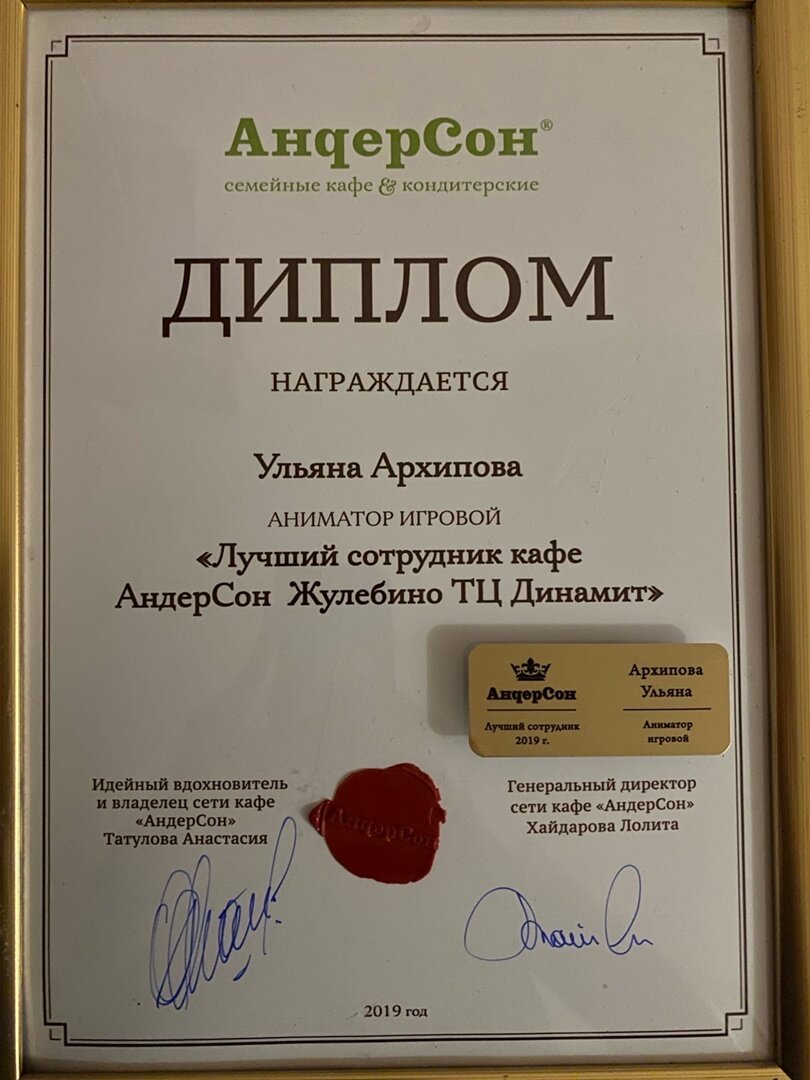 АндерСон®
семейные кафе & кондитерские
ДИПЛОМ
НАГРАЖДАЕТСЯ
Ульяна Архипова
АНИМАТОР ИГРОВОЙ
«Лучший сотрудник кафе
АндерСон Жулебино ТЦ Динамит»
АндерСон
Лучший сотрудник
2019 г.
Архипова
Ульяна
Аниматор
игровой
Идейный вдохновитель
и владелец сети кафе
«АндерСон»
Татулова Анастасия
АндерСон
Генеральный директор
сети кафе «АндерСон»
Хайдарова Лолита
2019 год